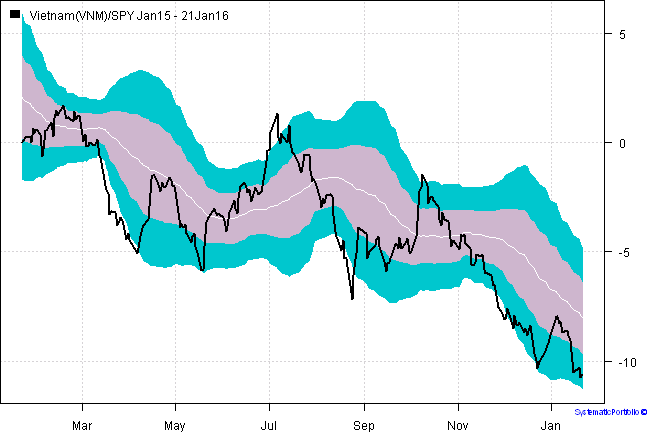 Vietnam(VNM)/SPY Jan15 - 21Jan16
5
0
-5
-10
Mar May Jul Sep Nov Jan
SystematicPortfolio ©